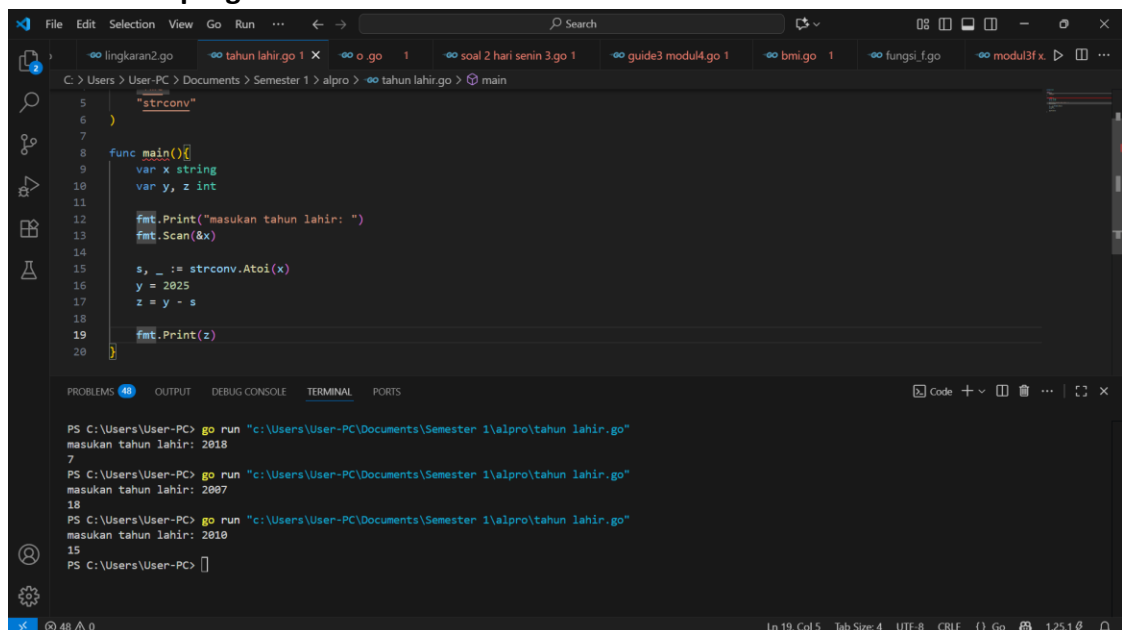 File Edit Selection View Go Run ··· Search
lingkaran2.go tahun lahir.go 1 o .go 1 soal 2 hari senin 3.go 1 guide3 modul4.go 1 bmi.go 1 fungsi_f.go modul3f x.
C: > Users > User-PC > Documents > Semester 1 > alpro > tahun lahir.go > main
5 "strconv"
6 )
7
8 func main(){
9 var x string
10 var y, z int
11
12 fmt.Print("masukan tahun lahir: ")
13 fmt.Scan(&x)
14
15 s, _ := strconv.Atoi(x)
16 y = 2025
17 z = y - s
18
19 fmt.Print(z)
20 }
PROBLEMS 48 OUTPUT DEBUG CONSOLE TERMINAL PORTS Code
PS C:\Users\User-PC> go run "c:\Users\User-PC\Documents\Semester 1\alpro\tahun lahir.go"
masukan tahun lahir: 2018
7
PS C:\Users\User-PC> go run "c:\Users\User-PC\Documents\Semester 1\alpro\tahun lahir.go"
masukan tahun lahir: 2007
18
PS C:\Users\User-PC> go run "c:\Users\User-PC\Documents\Semester 1\alpro\tahun lahir.go"
masukan tahun lahir: 2010
15
PS C:\Users\User-PC>
48 0 Ln 19, Col 5 Tab Size: 4 UTF-8 CRLF {} Go 1.25.1